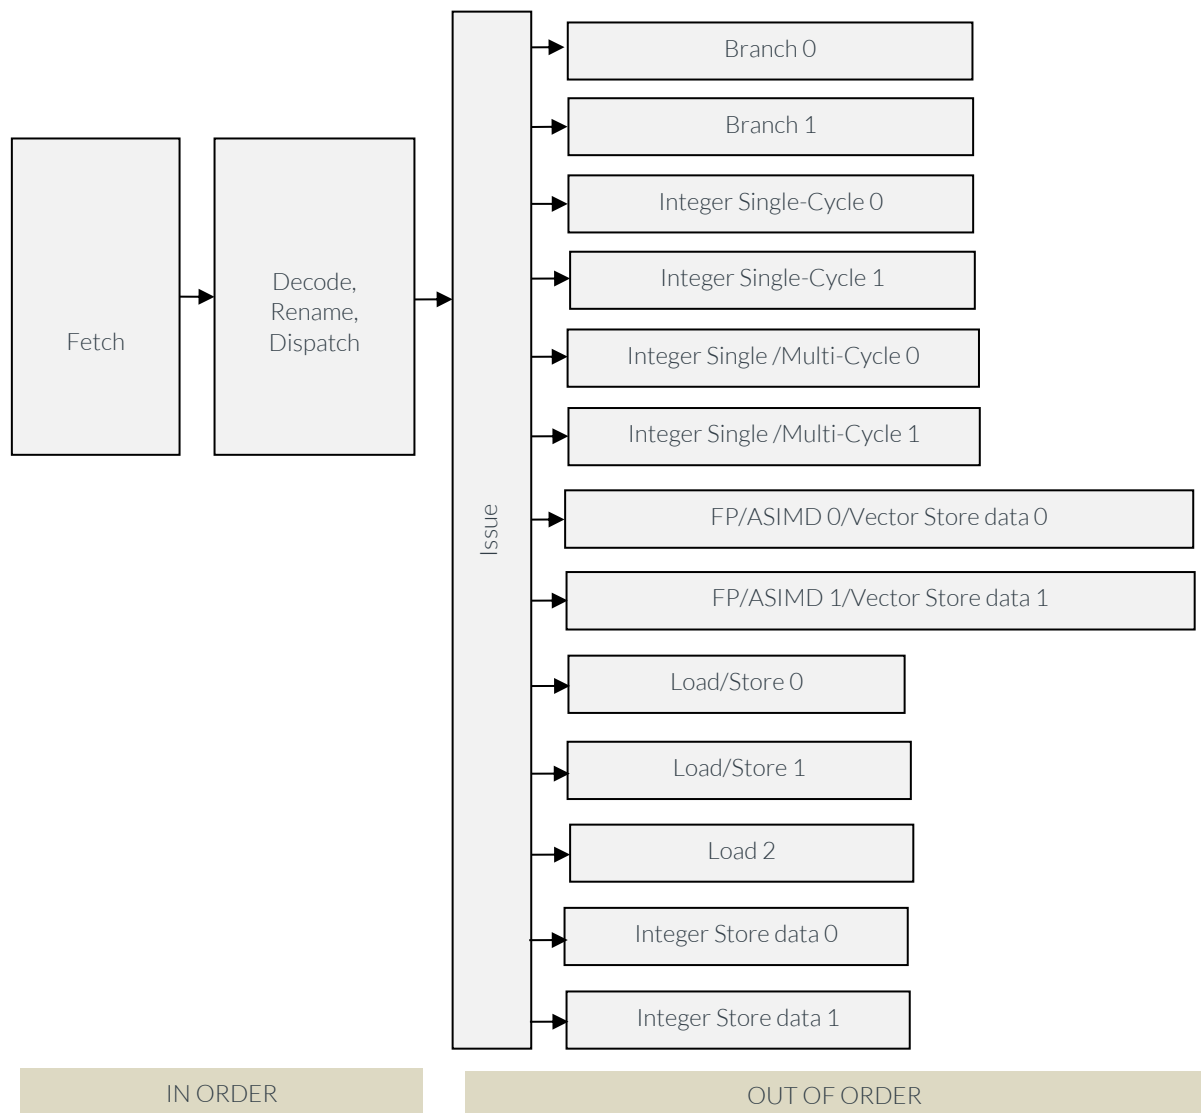 Fetch
Decode,
Rename,
Dispatch
Issue
Branch 0
Branch 1
Integer Single-Cycle 0
Integer Single-Cycle 1
Integer Single /Multi-Cycle 0
Integer Single /Multi-Cycle 1
FP/ASIMD 0/Vector Store data 0
FP/ASIMD 1/Vector Store data 1
Load/Store 0
Load/Store 1
Load 2
Integer Store data 0
Integer Store data 1
IN ORDER
OUT OF ORDER